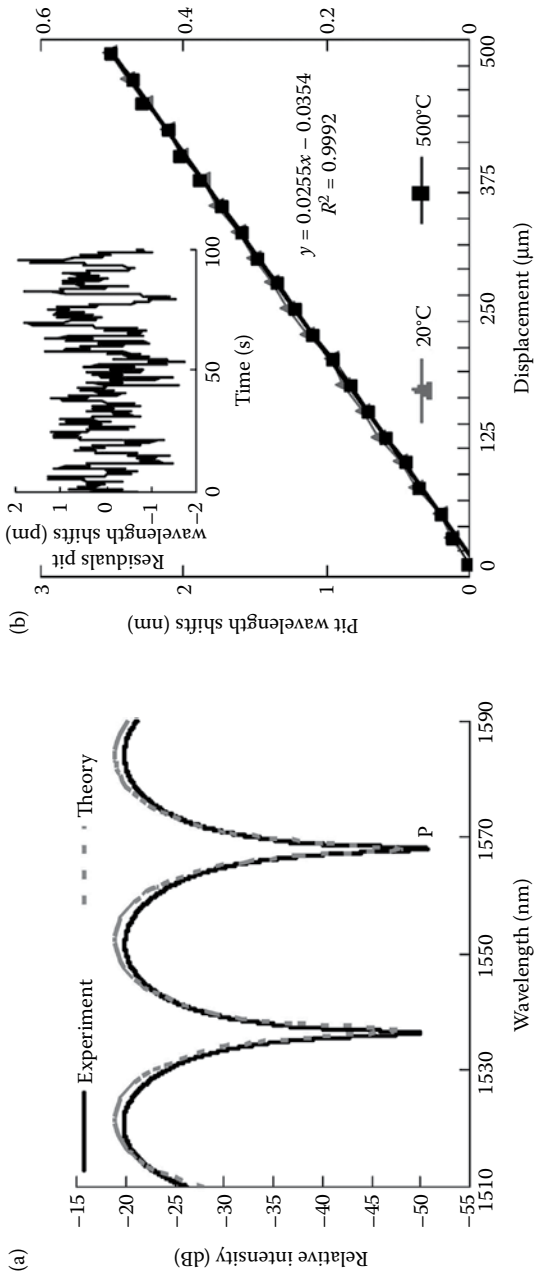 (a)
Experiment
Theory
Relative intensity (dB)
−15
−20
−25
−30
−35
−40
−45
−50
−55
P
1510
1530
1550
1570
1590
Wavelength (nm)
(b)
Pit wavelength shifts (nm)
3
2
1
0
0.6
0.4
0.2
0
Residuals pit
wavelength shifts (pm)
2
1
0
−1
−2
0
50
100
Time (s)
y = 0.0255x − 0.0354
R² = 0.9992
20°C
500°C
0
125
250
375
500
Displacement (μm)